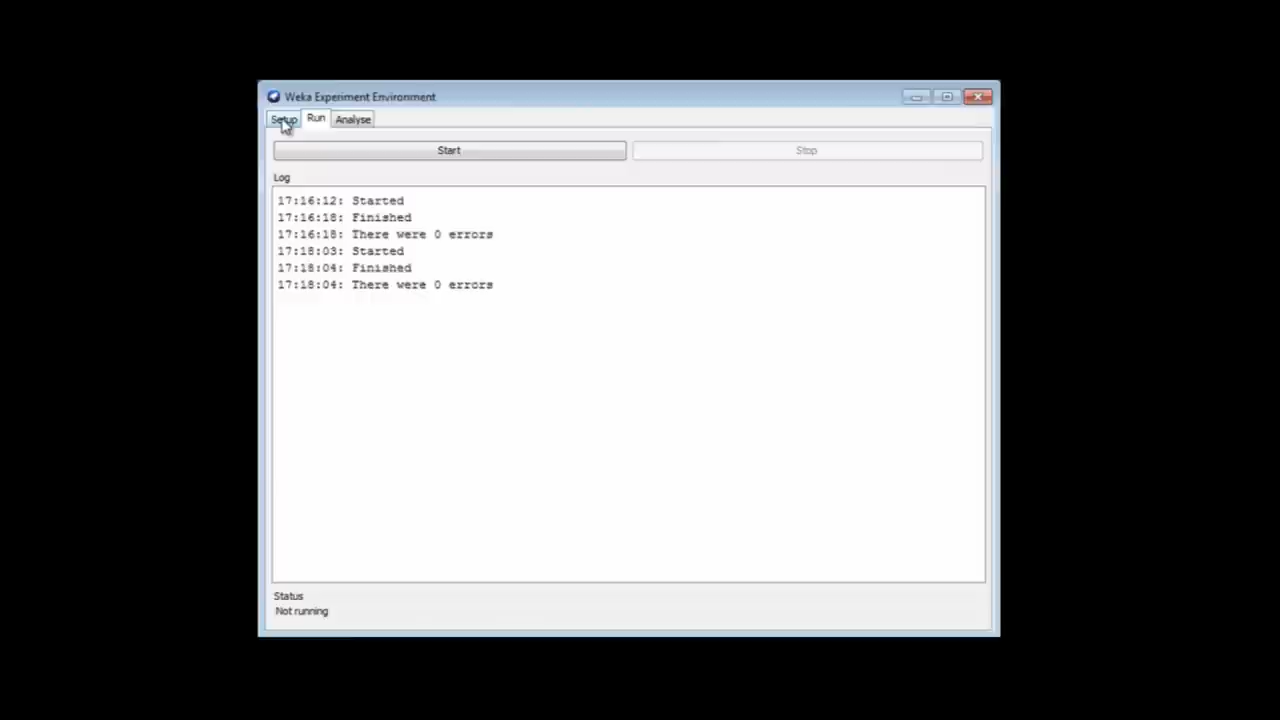 Weka Experiment Environment
Setup Run Analyse
Start Stop
Log
17:16:12: Started
17:16:18: Finished
17:16:18: There were 0 errors
17:18:03: Started
17:18:04: Finished
17:18:04: There were 0 errors
Status
Not running